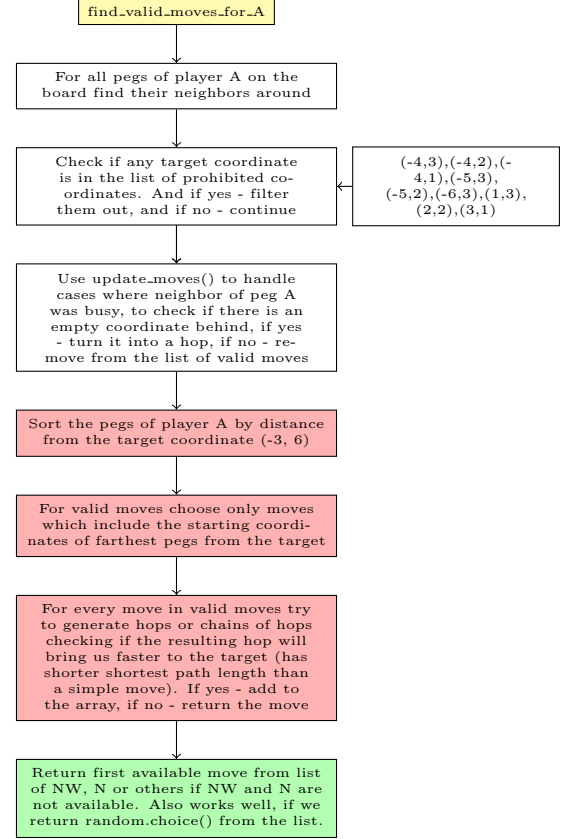 find_valid_moves_for_A
For all pegs of player A on the
board find their neighbors around
Check if any target coordinate
is in the list of prohibited co-
ordinates. And if yes - filter
them out, and if no - continue
(-4,3),(-4,2),(-
4,1),(-5,3),
(-5,2),(-6,3),(1,3),
(2,2),(3,1)
Use update_moves() to handle
cases where neighbor of peg A
was busy, to check if there is an
empty coordinate behind, if yes
- turn it into a hop, if no - re-
move from the list of valid moves
Sort the pegs of player A by distance
from the target coordinate (-3, 6)
For valid moves choose only moves
which include the starting coordi-
nates of farthest pegs from the target
For every move in valid moves try
to generate hops or chains of hops
checking if the resulting hop will
bring us faster to the target (has
shorter shortest path length than
a simple move). If yes - add to
the array, if no - return the move
Return first available move from list
of NW, N or others if NW and N are
not available. Also works well, if we
return random.choice() from the list.